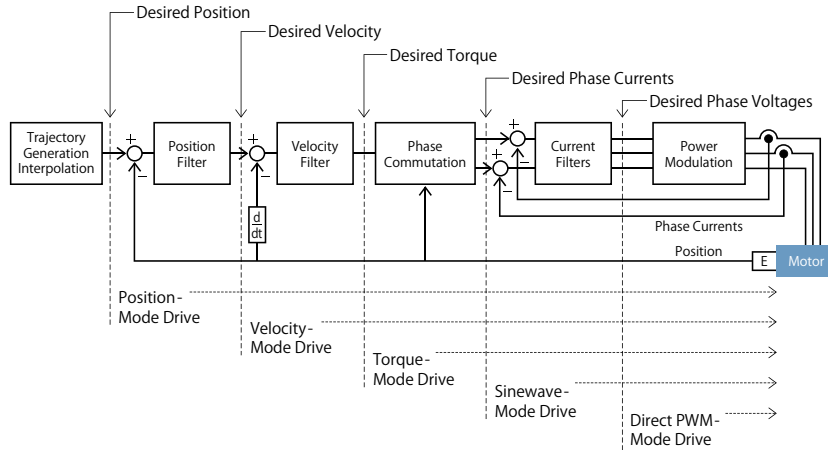 Desired Position
Desired Velocity
Desired Torque
Desired Phase Currents
Desired Phase Voltages
Trajectory
Generation
Interpolation
+
−
Position
Filter
+
−
Velocity
Filter
Phase
Commutation
+
−
+
−
Current
Filters
Power
Modulation
d
dt
Phase Currents
Position
E
Motor
Position-
Mode Drive
Velocity-
Mode Drive
Torque-
Mode Drive
Sinewave-
Mode Drive
Direct PWM-
Mode Drive